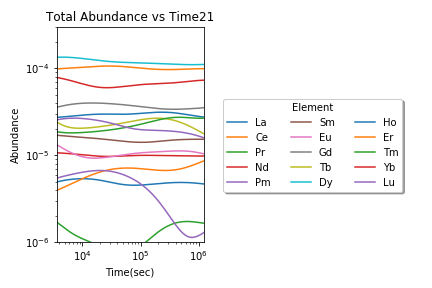 Total Abundance vs Time21
10⁻⁴
10⁻⁵
10⁻⁶
Abundance
10⁴
10⁵
10⁶
Time(sec)
Element
La Sm Ho
Ce Eu Er
Pr Gd Tm
Nd Tb Yb
Pm Dy Lu